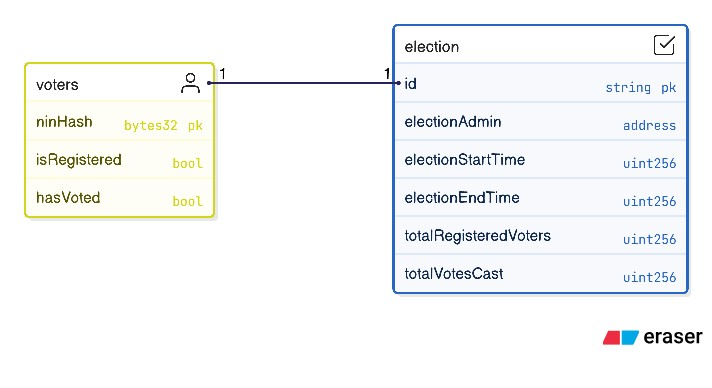 voters
ninHash bytes32 pk
isRegistered bool
hasVoted bool
1 1
election
id string pk
electionAdmin address
electionStartTime uint256
electionEndTime uint256
totalRegisteredVoters uint256
totalVotesCast uint256
eraser